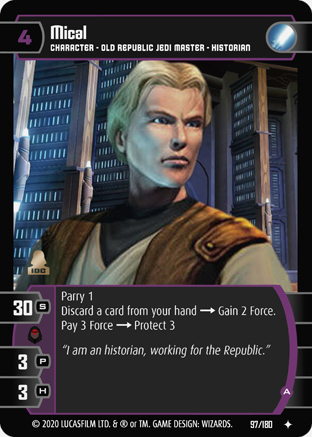 4
Mical
CHARACTER - OLD REPUBLIC JEDI MASTER - HISTORIAN
IDC
30 S
Parry 1
Discard a card from your hand → Gain 2 Force.
Pay 3 Force → Protect 3
“I am an historian, working for the Republic.”
3 P
3 H
A
© 2020 LUCASFILM LTD. & ® or TM. GAME DESIGN: WIZARDS.
97/180